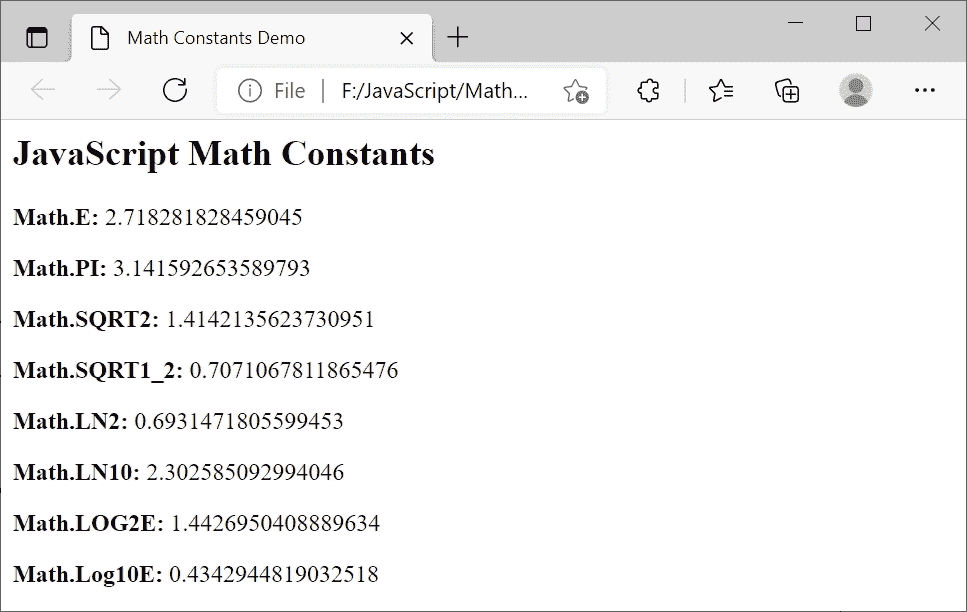 Math Constants Demo
File | F:/JavaScript/Math...
JavaScript Math Constants
Math.E: 2.718281828459045
Math.PI: 3.141592653589793
Math.SQRT2: 1.4142135623730951
Math.SQRT1_2: 0.7071067811865476
Math.LN2: 0.6931471805599453
Math.LN10: 2.302585092994046
Math.LOG2E: 1.4426950408889634
Math.Log10E: 0.4342944819032518